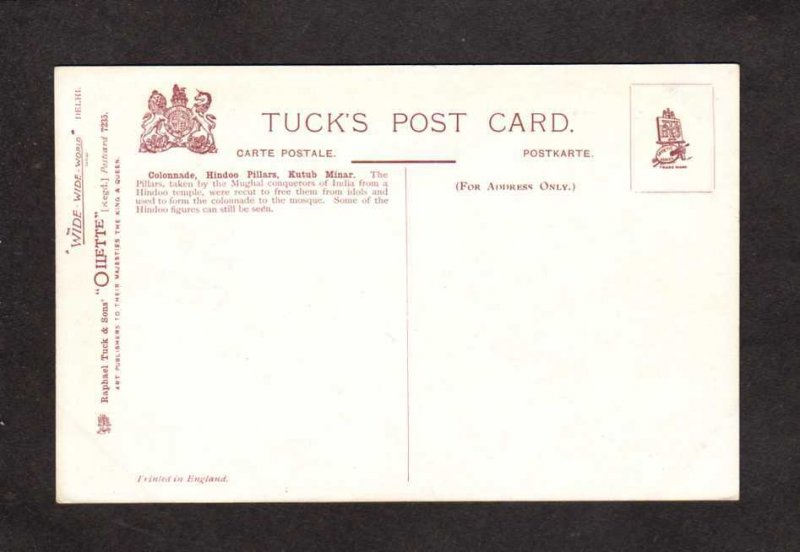 TUCK'S POST CARD.
CARTE POSTALE.
POSTKARTE.
Colonnade, Hindoo Pillars, Kutub Minar. The
Pillars, taken by the Mughal conquerors of India from a
Hindoo temple, were recut to free them from idols and
used to form the colonnade to the mosque. Some of the
Hindoo figures can still be seen.
(FOR ADDRESS ONLY.)
TRADE MARK
Printed in England.
"THE WIDE-WIDE-WORLD" DELHI.
Raphael Tuck & Sons' "OILETTE" [Regd.] Postcard 7235.
ART PUBLISHERS TO THEIR MAJESTIES THE KING & QUEEN.